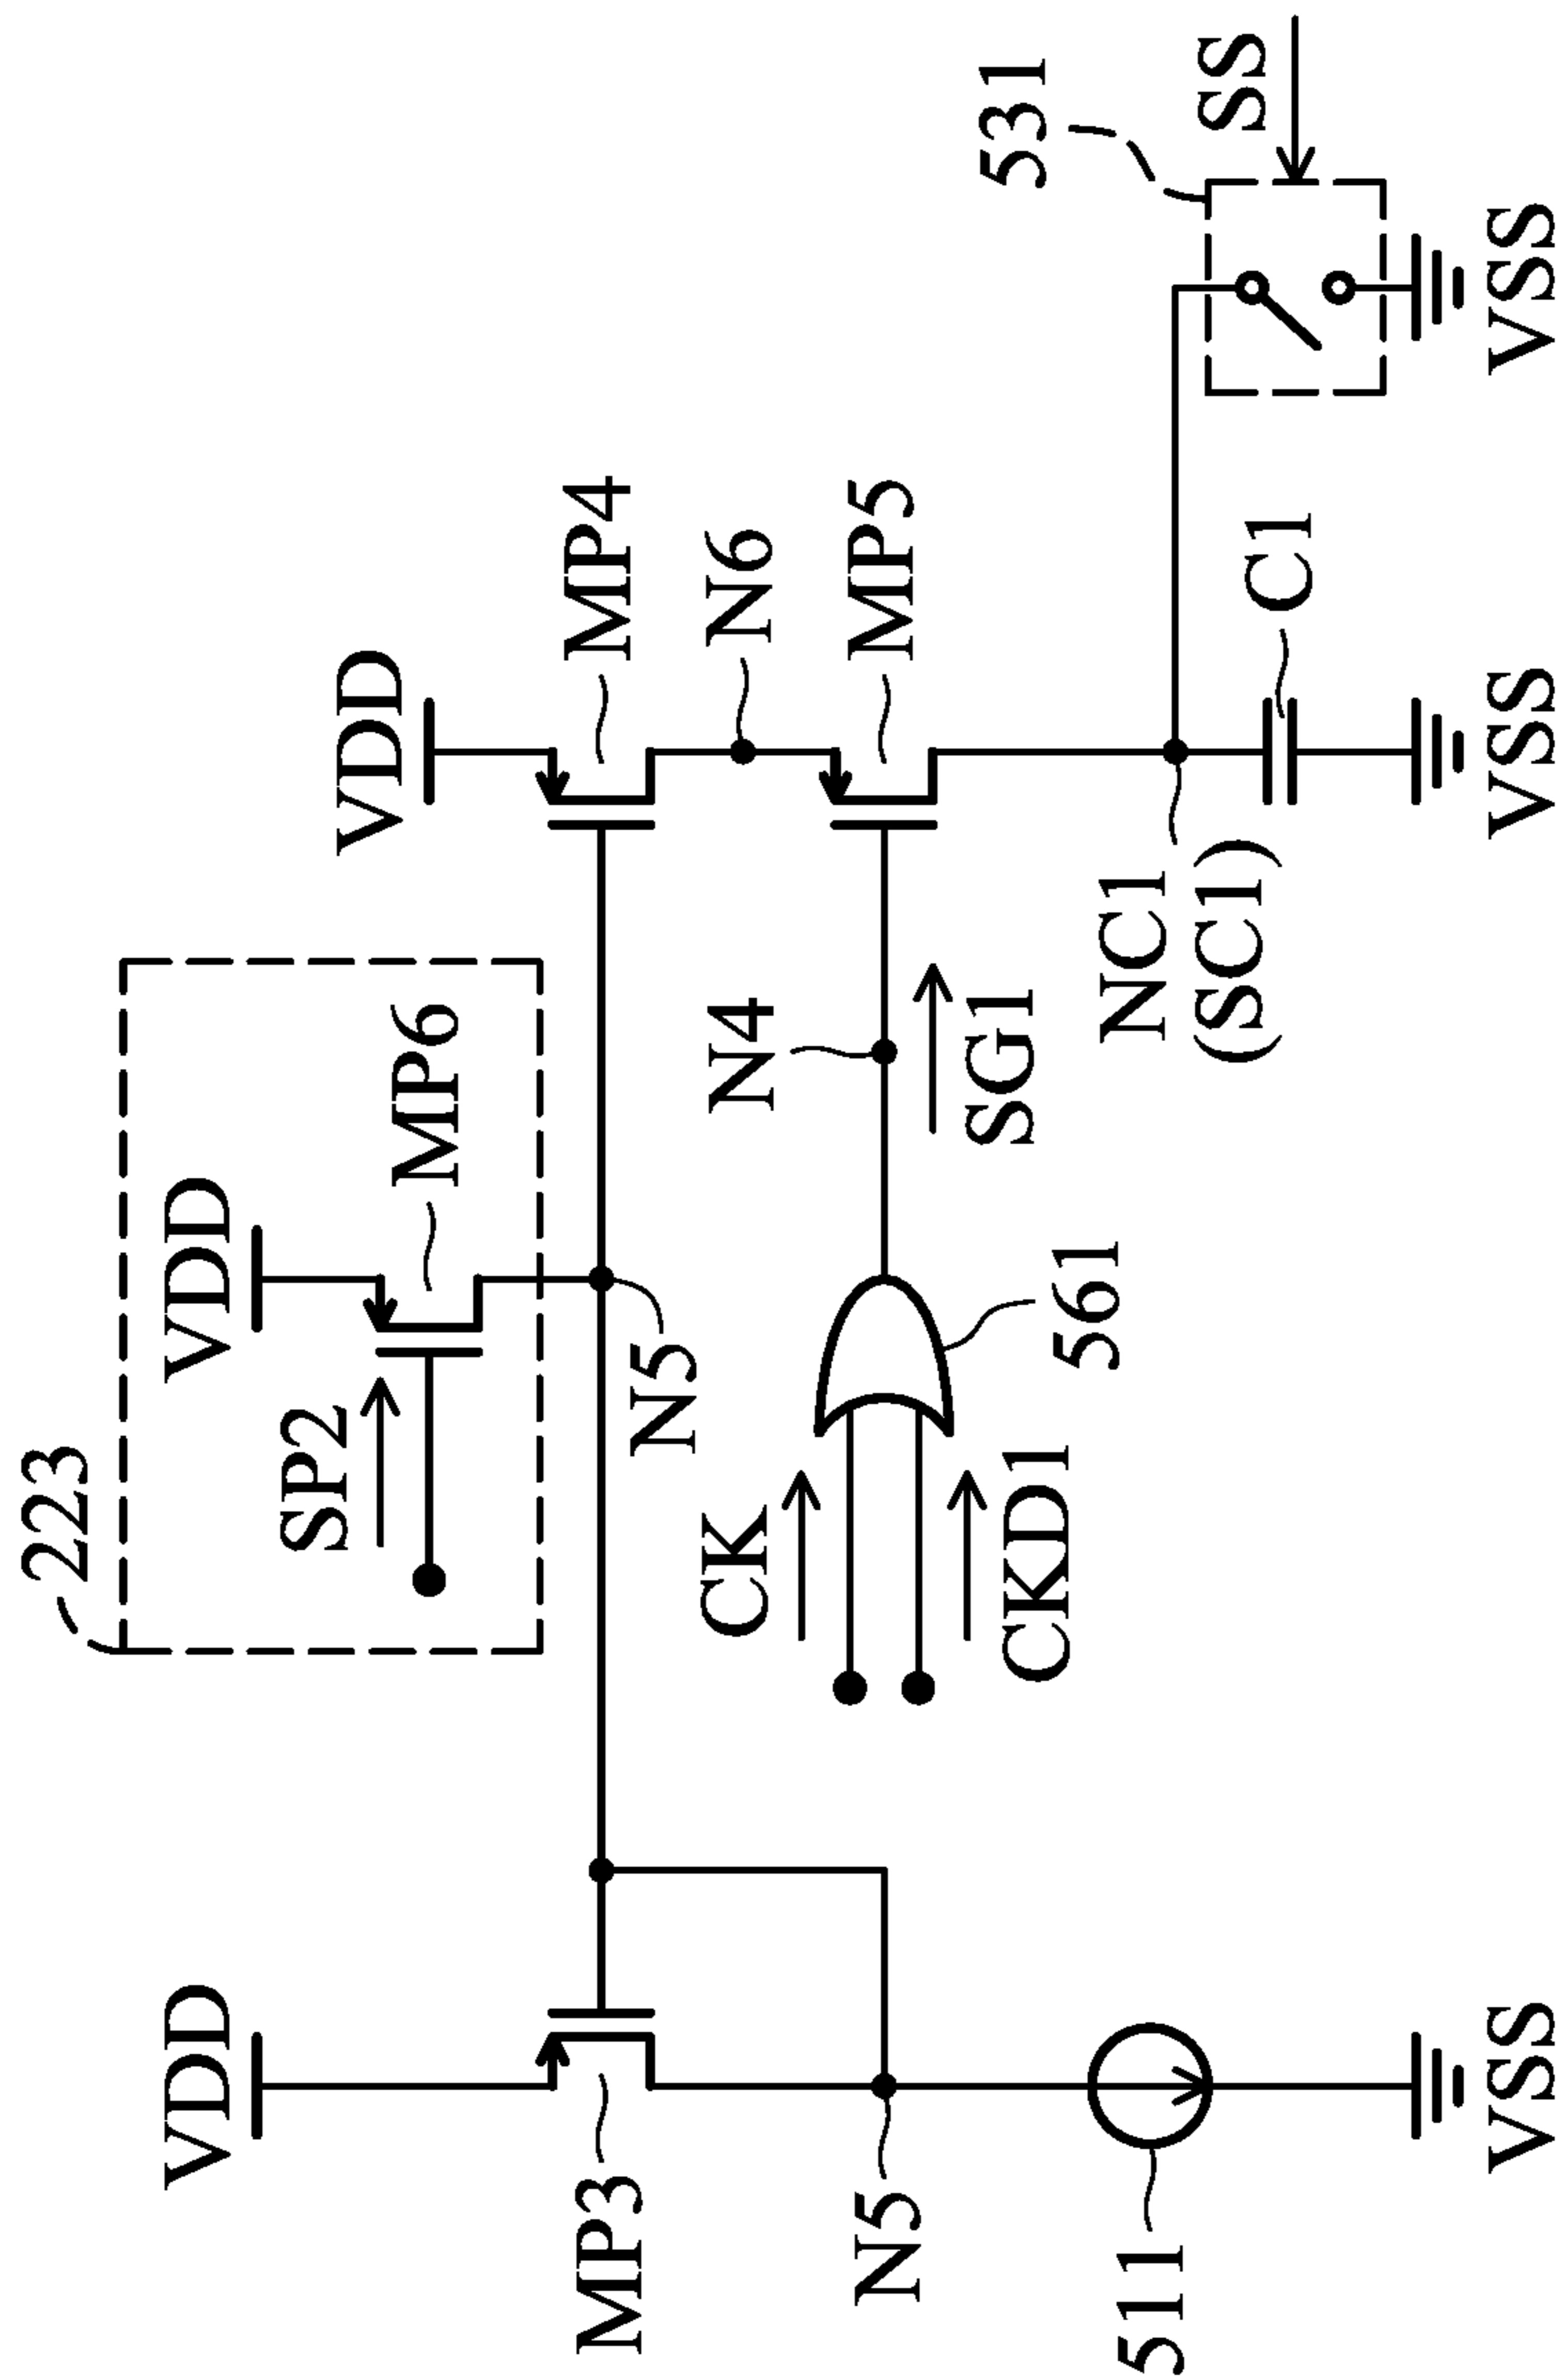 223
VDD
SP2
MP6
VDD
VDD
MP4
MP3
N5
N6
CK
N4
MP5
N5
CKD1
561
SG1
531
SS
NC1
(SC1)
C1
511
VSS
VSS
VSS